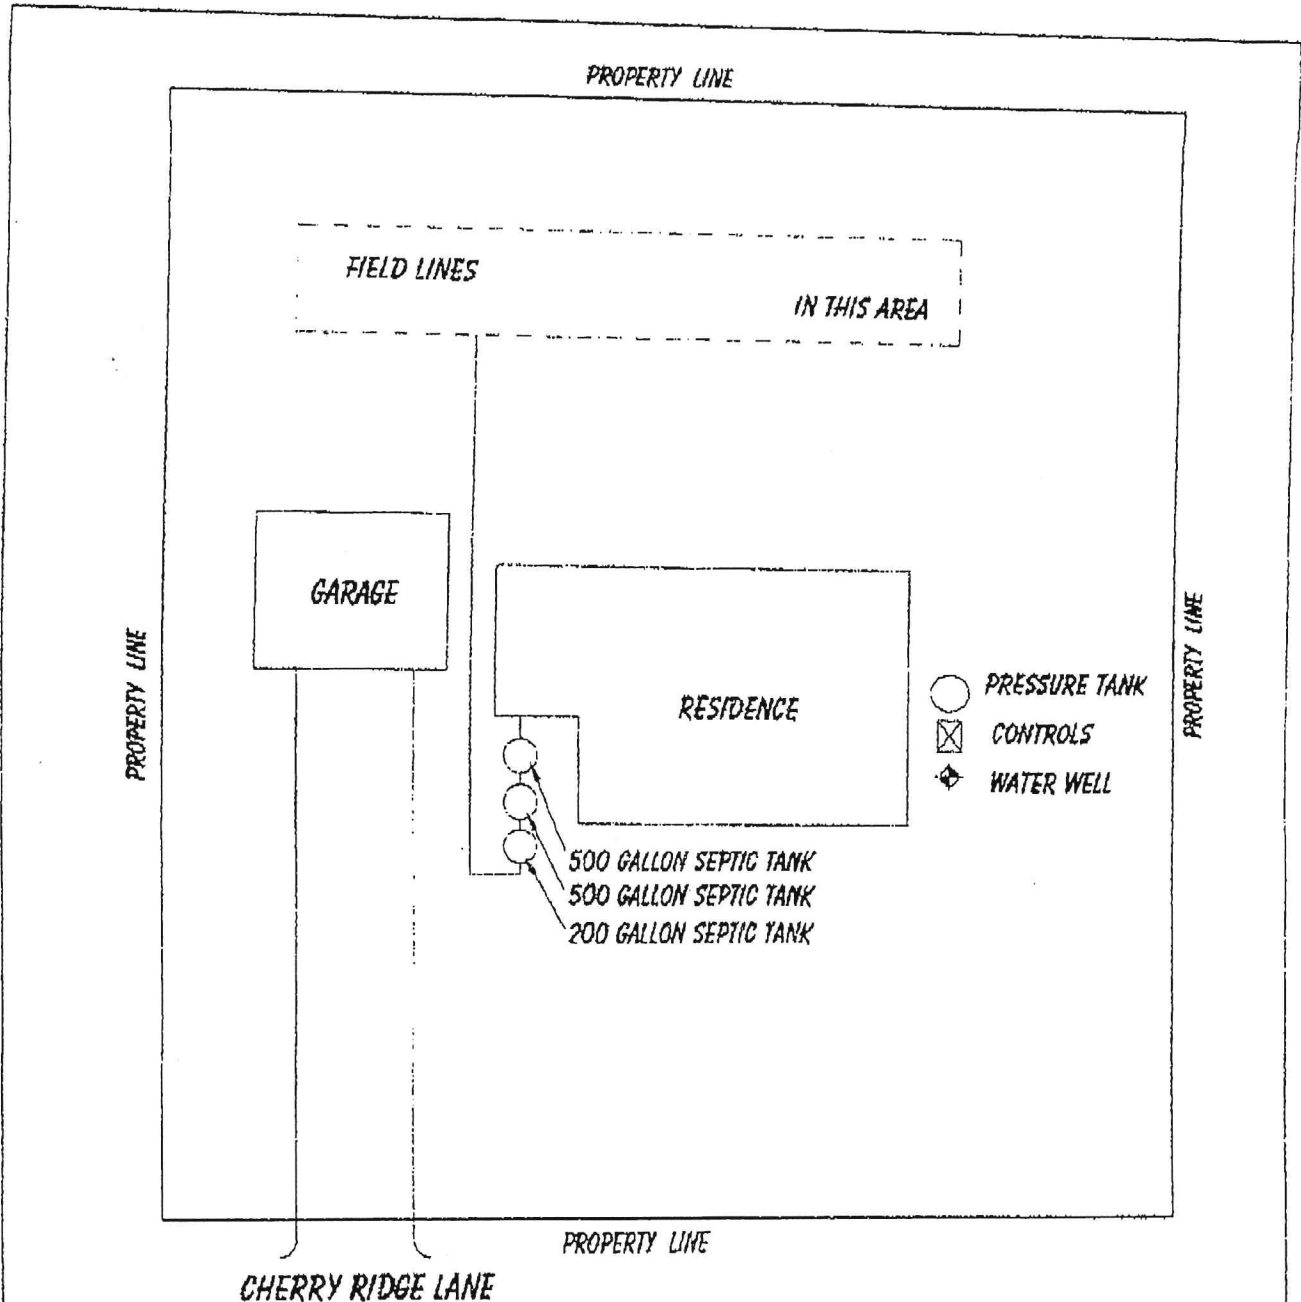 PROPERTY LINE
FIELD LINES
IN THIS AREA
GARAGE
PROPERTY LINE
RESIDENCE
PRESSURE TANK
CONTROLS
WATER WELL
PROPERTY LINE
500 GALLON SEPTIC TANK
500 GALLON SEPTIC TANK
200 GALLON SEPTIC TANK
PROPERTY LINE
CHERRY RIDGE LANE